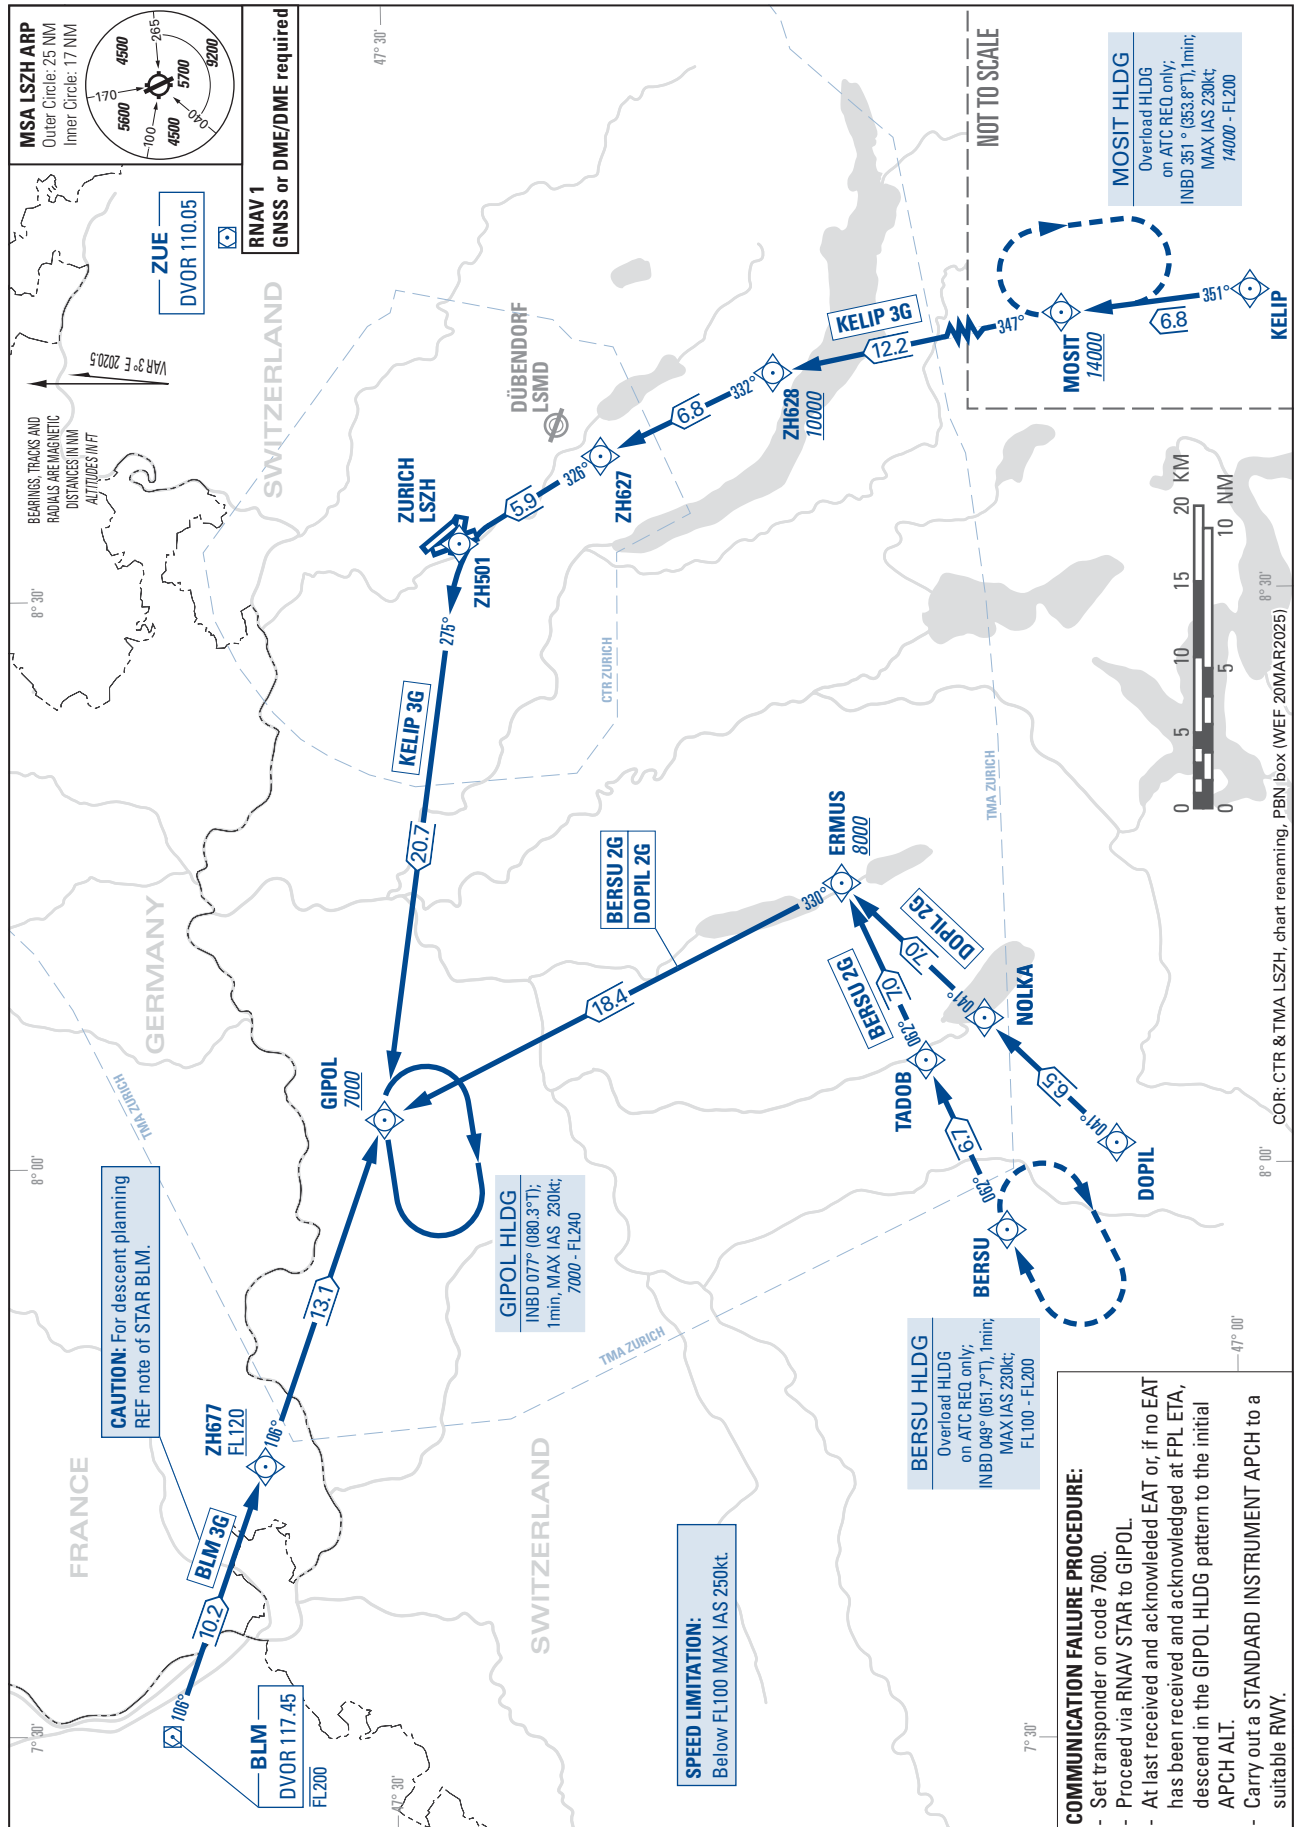 MSA LSZH ARP
Outer Circle: 25 NM
Inner Circle: 17 NM
170
265
100
040
5600
4500
4500
5700
9200
RNAV 1
GNSS or DME/DME required
ZUE
DVOR 110.05
VAR 3° E 2020.5
BEARINGS, TRACKS AND
RADIALS ARE MAGNETIC
DISTANCES IN NM
ALTITUDES IN FT
47° 30'
8° 30'
8° 00'
7° 30'
FRANCE
GERMANY
SWITZERLAND
SWITZERLAND
TMA ZURICH
CAUTION: For descent planning
REF note of STAR BLM.
BLM
DVOR 117.45
FL200
106°
10.2
BLM 3G
ZH677
FL120
106°
13.1
GIPOL
7000
GIPOL HLDG
INBD 077° (080.3°T);
1min, MAX IAS 230kt;
7000 - FL240
20.7
KELIP 3G
275°
ZURICH
LSZH
ZH501
5.9
326°
DÜBENDORF
LSMD
ZH627
6.8
332°
ZH628
10000
12.2
KELIP 3G
347°
NOT TO SCALE
MOSIT
14000
6.8
351°
KELIP
MOSIT HLDG
Overload HLDG
on ATC REQ only;
INBD 351 ° (353.8°T),1min;
MAX IAS 230kt;
14000 - FL200
CTR ZURICH
BERSU 2G
DOPIL 2G
18.4
330°
ERMUS
8000
BERSU 2G
7.0
062°
TADOB
6.7
062°
BERSU
DOPIL 2G
7.0
041°
NOLKA
6.5
041°
DOPIL
TMA ZURICH
TMA ZURICH
BERSU HLDG
Overload HLDG
on ATC REQ only;
INBD 049° (051.7°T), 1min;
MAX IAS 230kt;
FL100 - FL200
SPEED LIMITATION:
Below FL100 MAX IAS 250kt.
47° 30'
7° 30'
47° 00'
8° 00'
8° 30'
0 5 10 15 20 KM
0 5 10 NM
COMMUNICATION FAILURE PROCEDURE:
- Set transponder on code 7600.
- Proceed via RNAV STAR to GIPOL.
- At last received and acknowleded EAT or, if no EAT
has been received and acknowledged at FPL ETA,
descend in the GIPOL HLDG pattern to the initial
APCH ALT.
- Carry out a STANDARD INSTRUMENT APCH to a
suitable RWY.
COR: CTR & TMA LSZH, chart renaming, PBN box (WEF 20MAR2025)